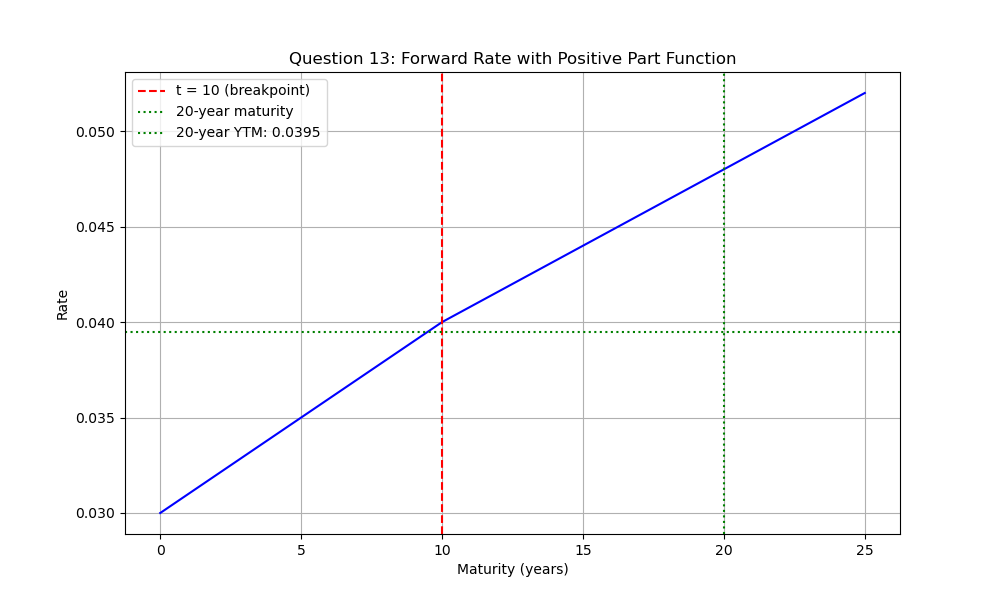 Question 13: Forward Rate with Positive Part Function
t = 10 (breakpoint)
20-year maturity
20-year YTM: 0.0395
0.050
0.045
0.040
0.035
0.030
Rate
0 5 10 15 20 25
Maturity (years)